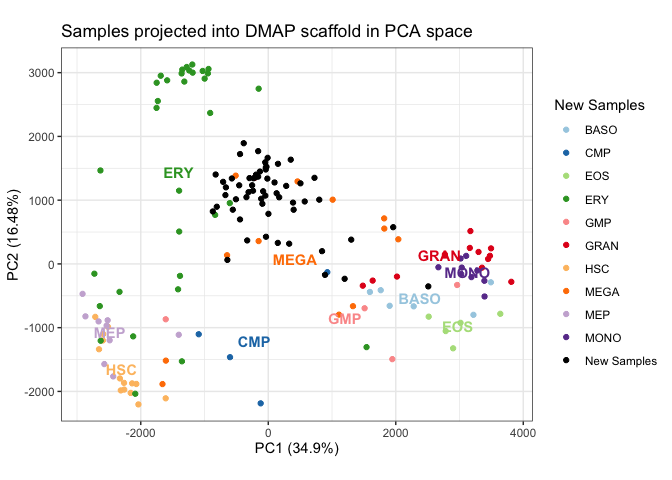 Samples projected into DMAP scaffold in PCA space
PC2 (16.48%)
3000
2000
1000
0
-1000
-2000
ERY
MEGA
GRAN
MONO
BASO
GMP
EOS
MEP
CMP
HSC
-2000
0
2000
4000
PC1 (34.9%)
New Samples
BASO
CMP
EOS
ERY
GMP
GRAN
HSC
MEGA
MEP
MONO
New Samples